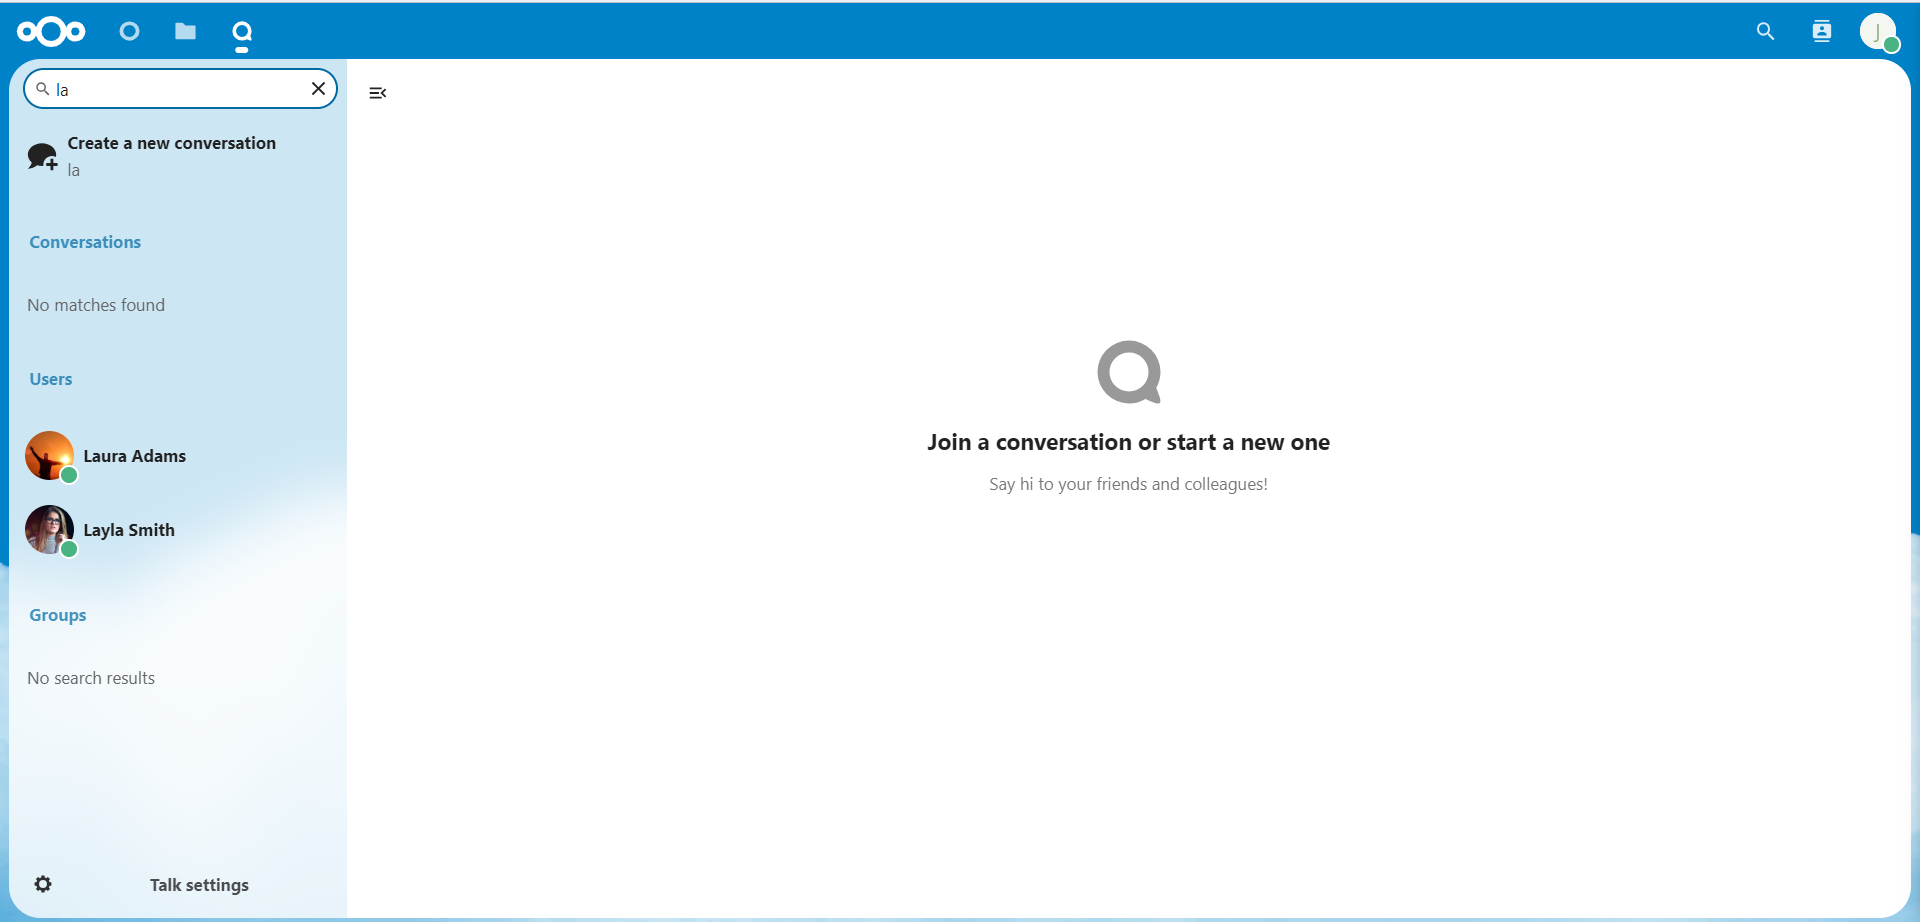 J
la
Create a new conversation
la
Conversations
No matches found
Users
Laura Adams
Layla Smith
Groups
No search results
Talk settings
Join a conversation or start a new one
Say hi to your friends and colleagues!